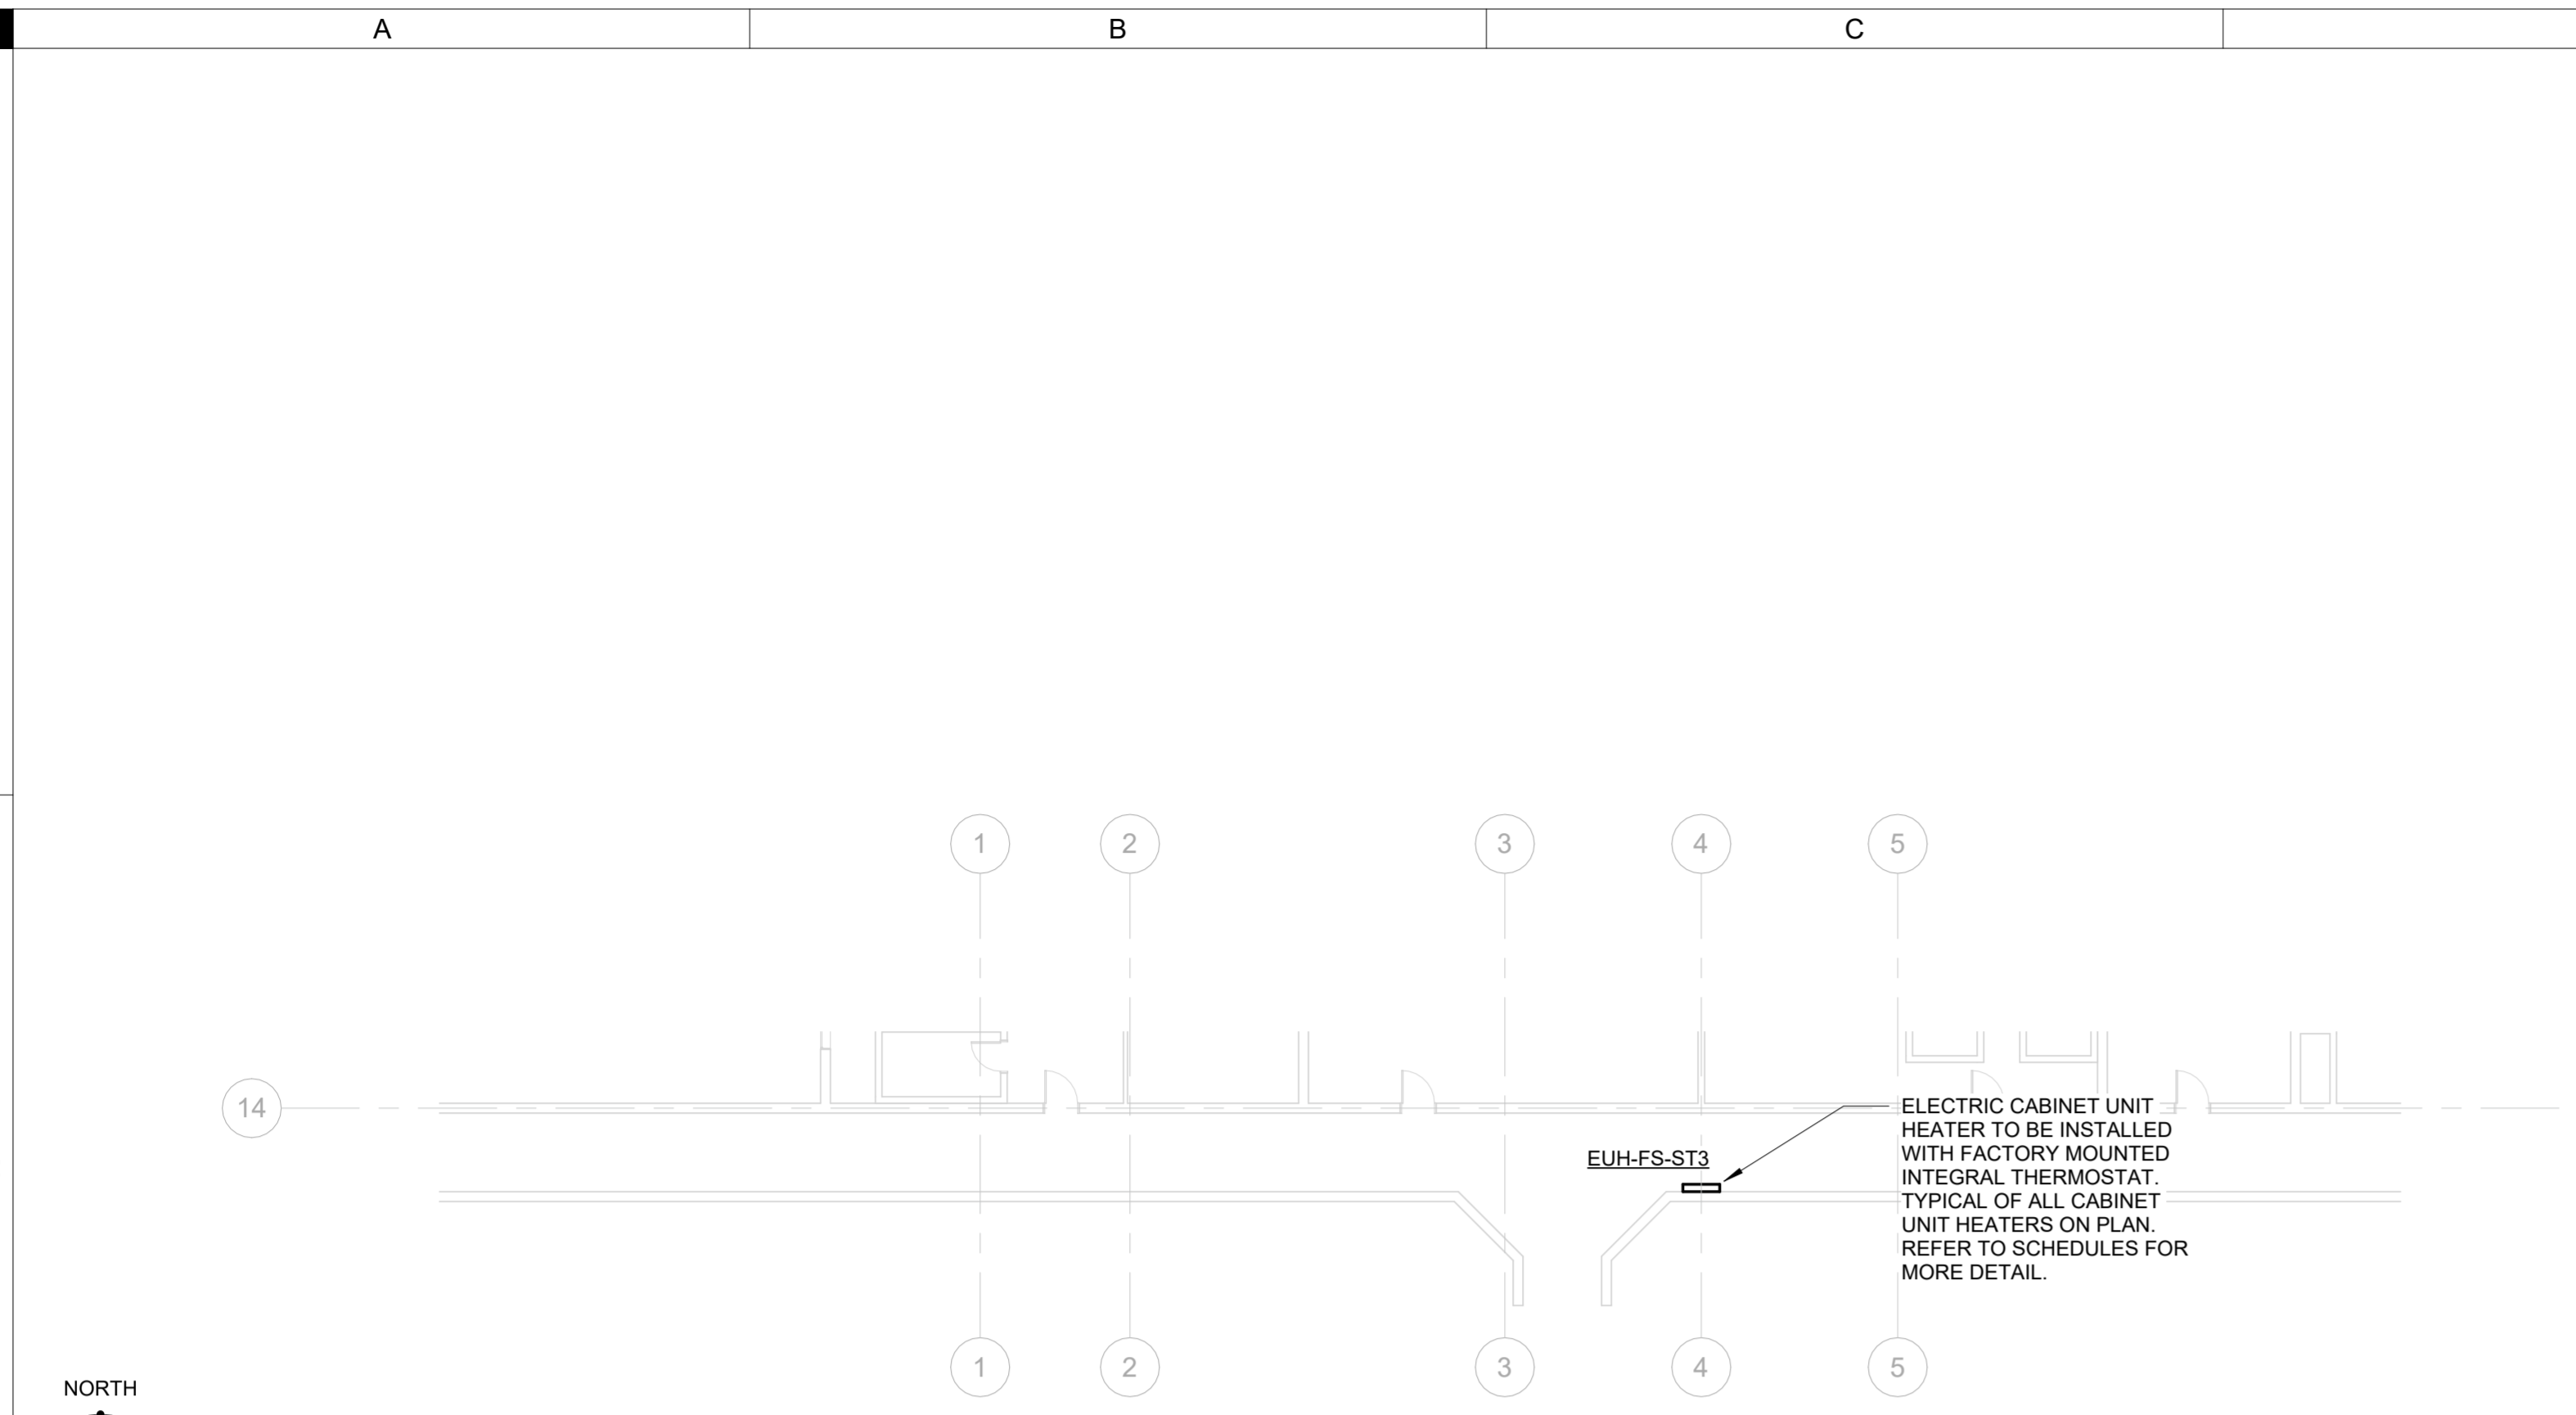 A
B
C
1
2
3
4
5
14
ELECTRIC CABINET UNIT
HEATER TO BE INSTALLED
WITH FACTORY MOUNTED
INTEGRAL THERMOSTAT.
TYPICAL OF ALL CABINET
UNIT HEATERS ON PLAN.
REFER TO SCHEDULES FOR
MORE DETAIL.
EUH-FS-ST3
1
2
3
4
5
NORTH